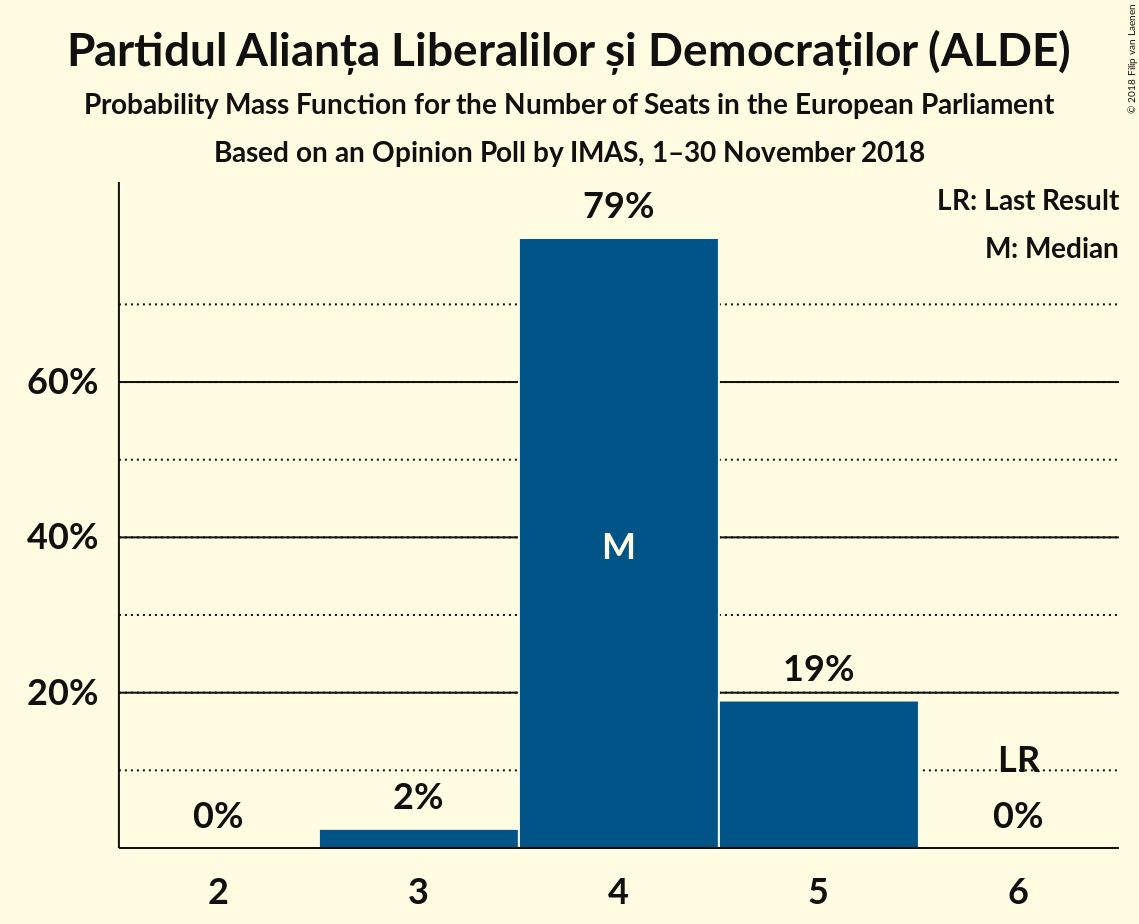 Partidul Alianța Liberalilor și Democraților (ALDE)
Probability Mass Function for the Number of Seats in the European Parliament
Based on an Opinion Poll by IMAS, 1–30 November 2018
© 2018 Filip van Laenen
LR: Last Result
M: Median
79%
60%
40%
M
20%
19%
LR
2%
0%
0%
2
3
4
5
6